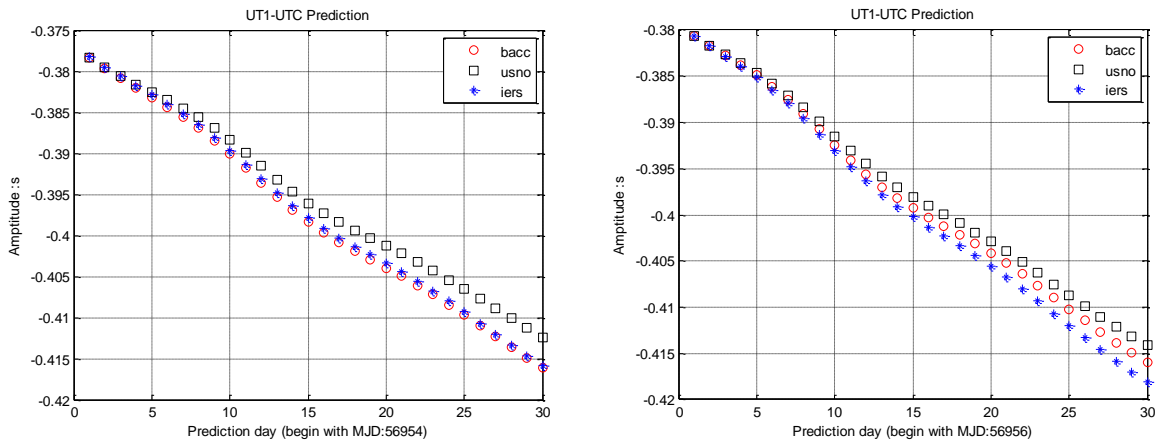 UT1-UTC Prediction
-0.375
-0.38
-0.385
-0.39
-0.395
-0.4
-0.405
-0.41
-0.415
-0.42
Amptitude :s
bacc
usno
iers
0 5 10 15 20 25 30
Prediction day (begin with MJD:56954)
UT1-UTC Prediction
-0.38
-0.385
-0.39
-0.395
-0.4
-0.405
-0.41
-0.415
-0.42
Amptitude :s
bacc
usno
iers
0 5 10 15 20 25 30
Prediction day (begin with MJD:56956)